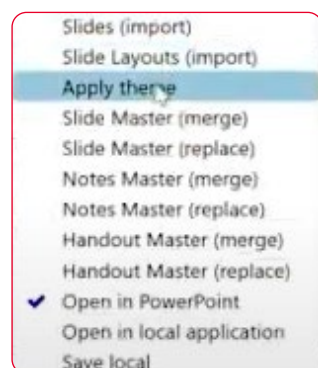 Slides (import)
Slide Layouts (import)
Apply theme
Slide Master (merge)
Slide Master (replace)
Notes Master (merge)
Notes Master (replace)
Handout Master (merge)
Handout Master (replace)
Open in PowerPoint
Open in local application
Save local